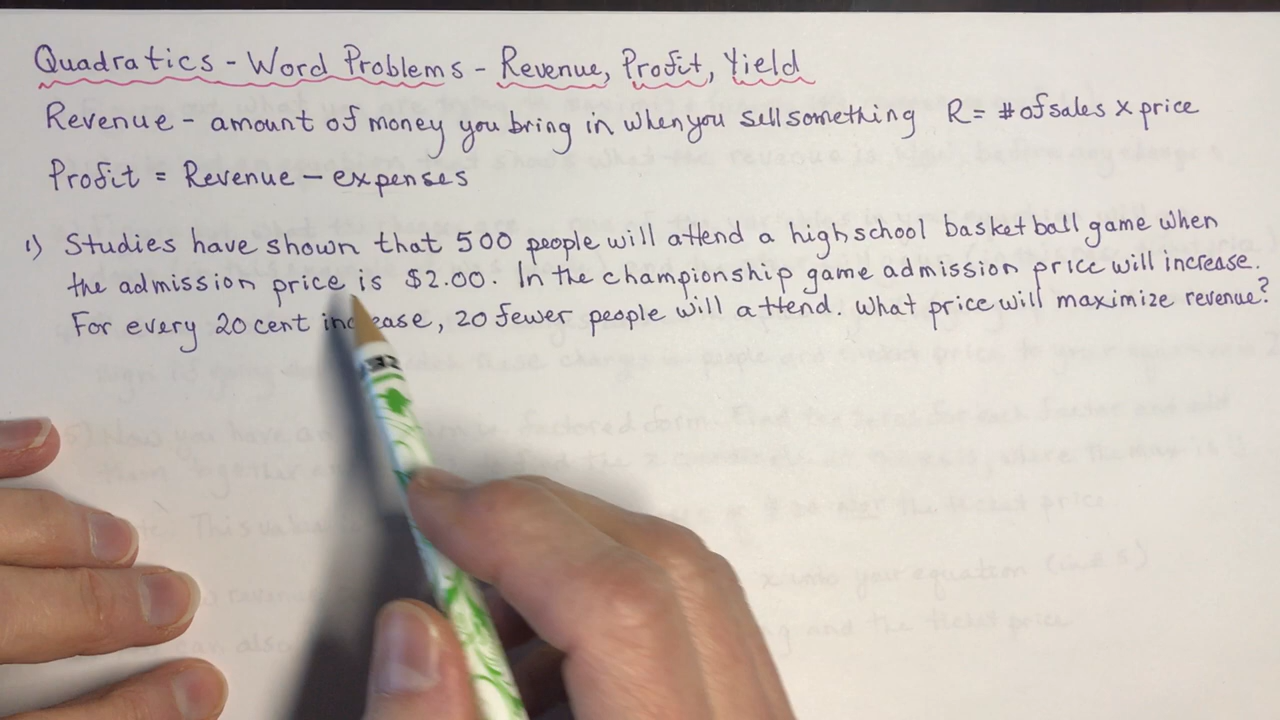 Quadratics - Word Problems - Revenue, Profit, Yield
Revenue - amount of money you bring in when you sell something R = # of sales x price
Profit = Revenue - expenses
1) Studies have shown that 500 people will attend a high school basketball game when
the admission price is $2.00. In the championship game admission price will increase.
For every 20 cent increase, 20 fewer people will attend. What price will maximize revenue?